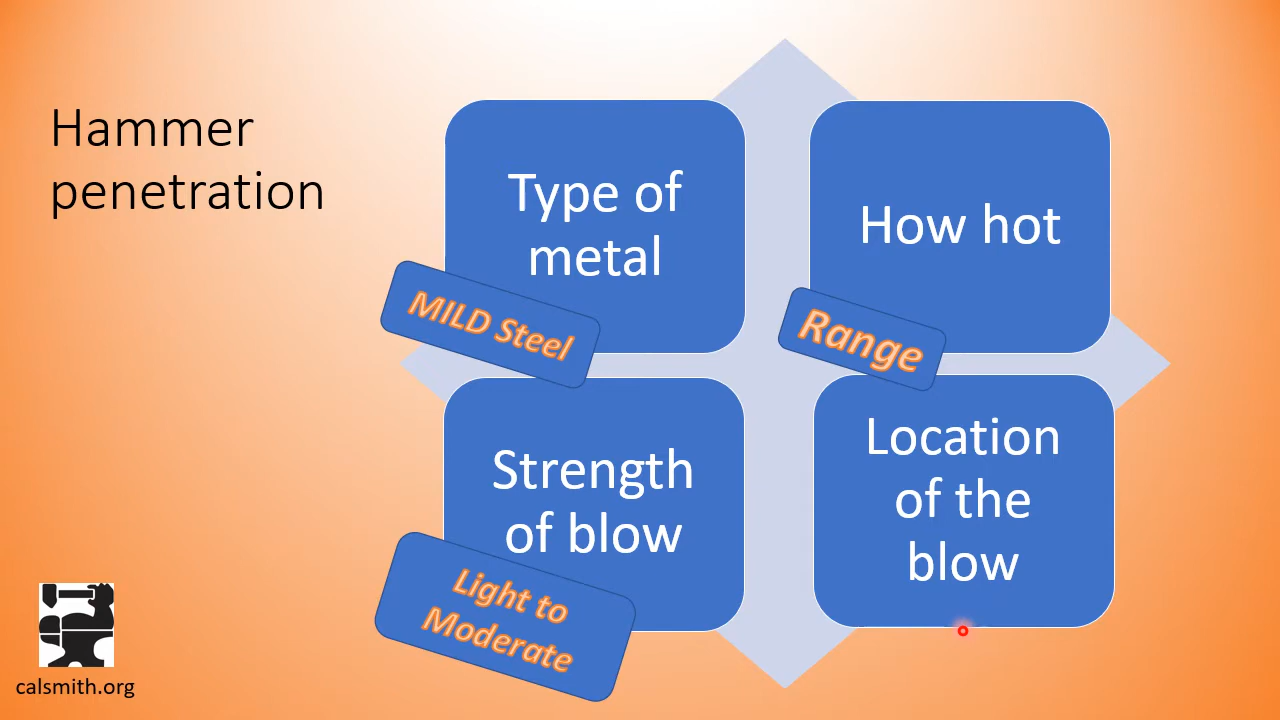 Hammer
penetration
Type of
metal
MILD Steel
How hot
Range
Strength
of blow
Light to
Moderate
Location
of the
blow
calsmith.org